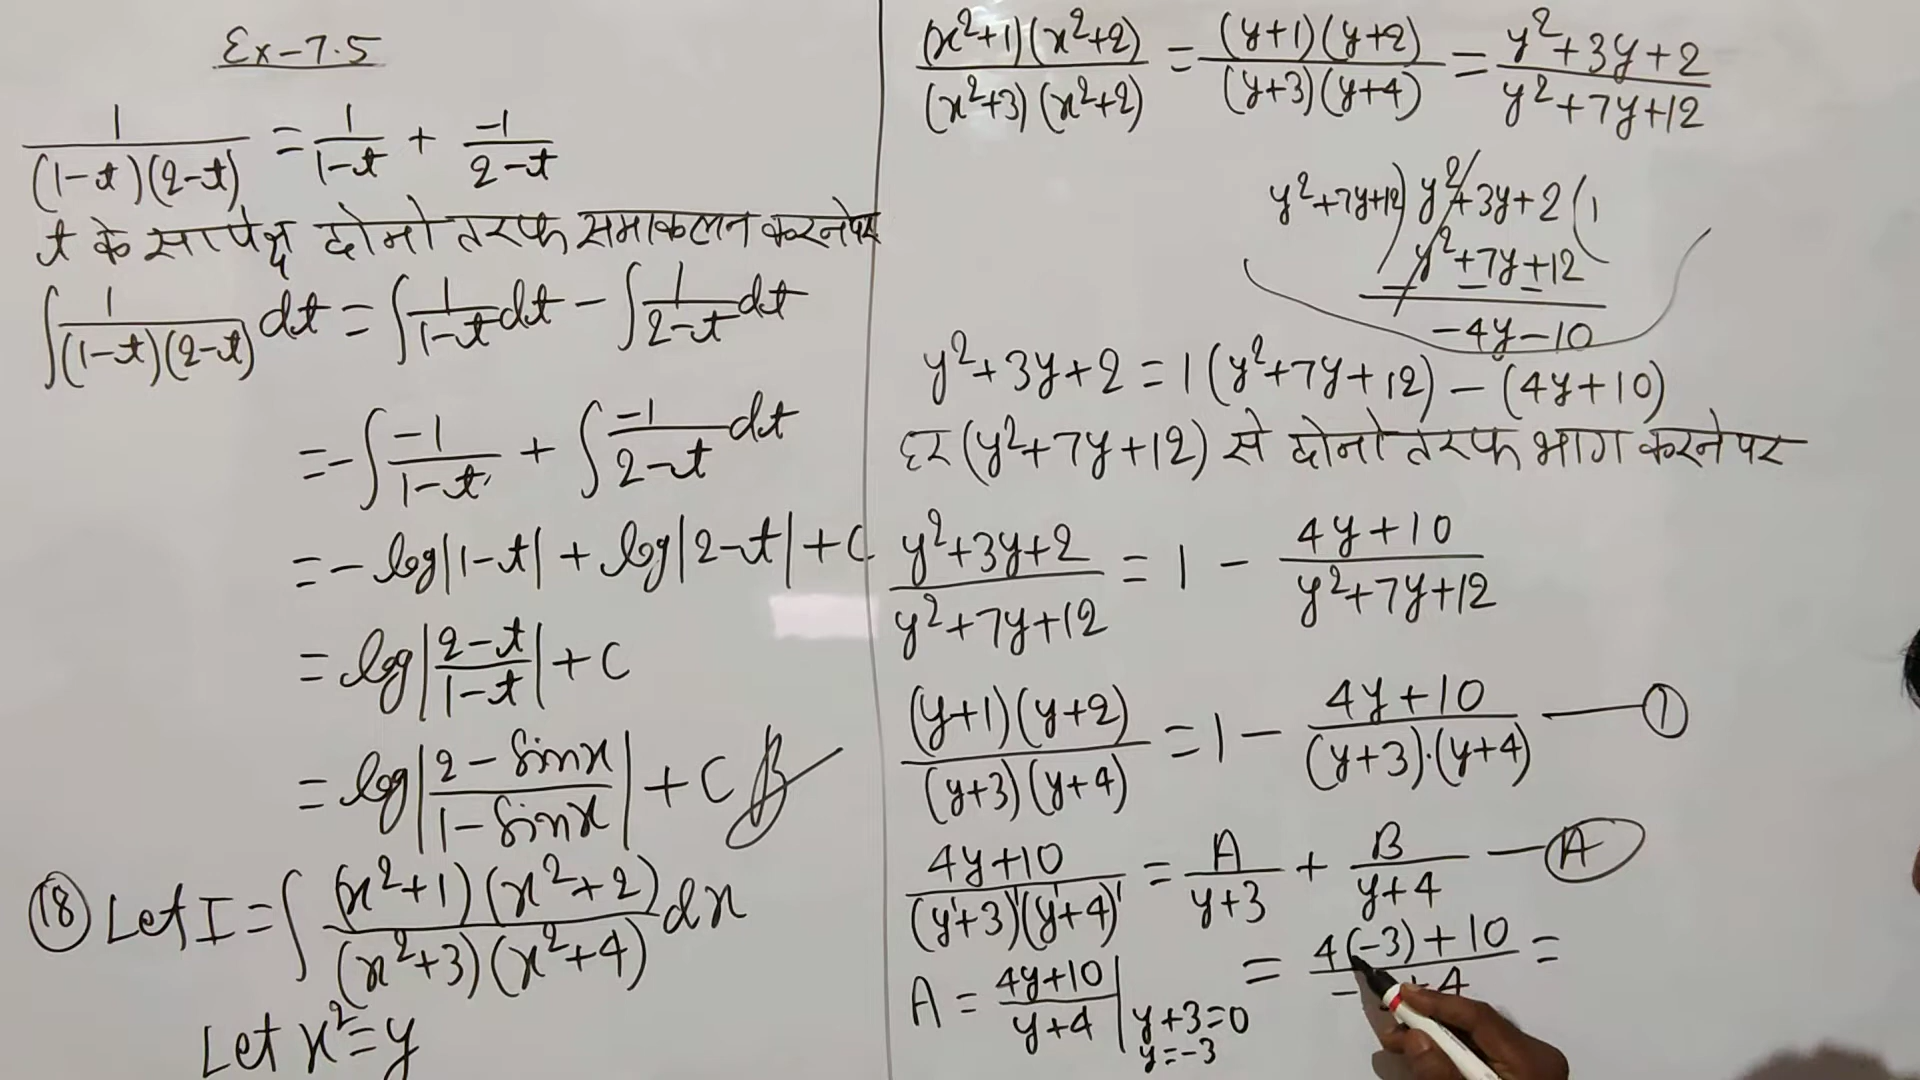 Ex-7.5
1/((1-t)(2-t)) = 1/(1-t) + -1/(2-t)
t के सापेक्ष दोनो तरफ समाकलन करने पर
∫ 1/((1-t)(2-t)) dt = ∫ 1/(1-t) dt - ∫ 1/(2-t) dt
= - ∫ -1/(1-t) + ∫ -1/(2-t) dt
= - log|1-t| + log|2-t| + C
= log|(2-t)/(1-t)| + C
= log|(2-sinx)/(1-sinx)| + C B
(18) Let I = ∫ (x²+1)(x²+2)/((x²+3)(x²+4)) dx
Let x² = y
(x²+1)(x²+2)/((x²+3)(x²+2)) = (y+1)(y+2)/((y+3)(y+4)) = (y²+3y+2)/(y²+7y+12)
y²+7y+12) y²+3y+2 (1
y²+7y+12
- - -
-4y-10
y²+3y+2 = 1(y²+7y+12) - (4y+10)
हर (y²+7y+12) से दोनो तरफ भाग करने पर
(y²+3y+2)/(y²+7y+12) = 1 - (4y+10)/(y²+7y+12)
(y+1)(y+2)/((y+3)(y+4)) = 1 - (4y+10)/((y+3)·(y+4)) — (1)
(4y+10)/((y+3)(y+4)) = A/(y+3) + B/(y+4) — (A)
A = (4y+10)/(y+4) | y+3=0 = (4(-3)+10)/( +4) =
y=-3